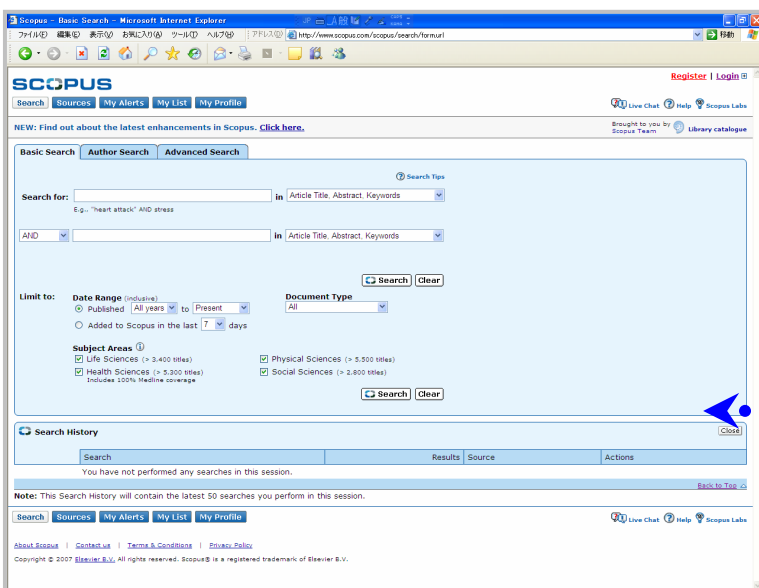 Scopus - Basic Search - Microsoft Internet Explorer
JP
ファイル(F) 編集(E) 表示(V) お気に入り(A) ツール(T) ヘルプ(H) アドレス(D) http://www.scopus.com/scopus/search/form.url 移動
SCOPUS
Register | Login
Search Sources My Alerts My List My Profile
Live Chat Help Scopus Labs
NEW: Find out about the latest enhancements in Scopus. Click here.
Brought to you by
Scopus Team
Library catalogue
Basic Search Author Search Advanced Search
Search Tips
Search for: in Article Title, Abstract, Keywords
E.g., "heart attack" AND stress
AND in Article Title, Abstract, Keywords
Search Clear
Limit to: Date Range (inclusive) Document Type
Published All years to Present All
Added to Scopus in the last 7 days
Subject Areas
Life Sciences (> 3.400 titles) Physical Sciences (> 5.500 titles)
Health Sciences (> 5.300 titles) Social Sciences (> 2.800 titles)
Includes 100% Medline coverage
Search Clear
Search History Close
Search Results Source Actions
You have not performed any searches in this session.
Back to Top
Note: This Search History will contain the latest 50 searches you perform in this session.
Search Sources My Alerts My List My Profile
Live Chat Help Scopus Labs
About Scopus | Contact us | Terms & Conditions | Privacy Policy
Copyright © 2007 Elsevier B.V. All rights reserved. Scopus® is a registered trademark of Elsevier B.V.